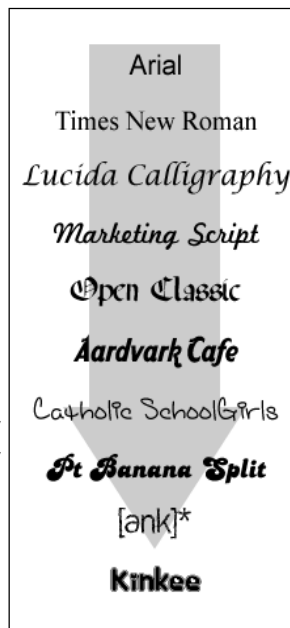 Arial
Times New Roman
Lucida Calligraphy
Marketing Script
Open Classic
Aardvark Cafe
Catholic SchoolGirls
Pt Banana Split
[ank]*
Kinkee